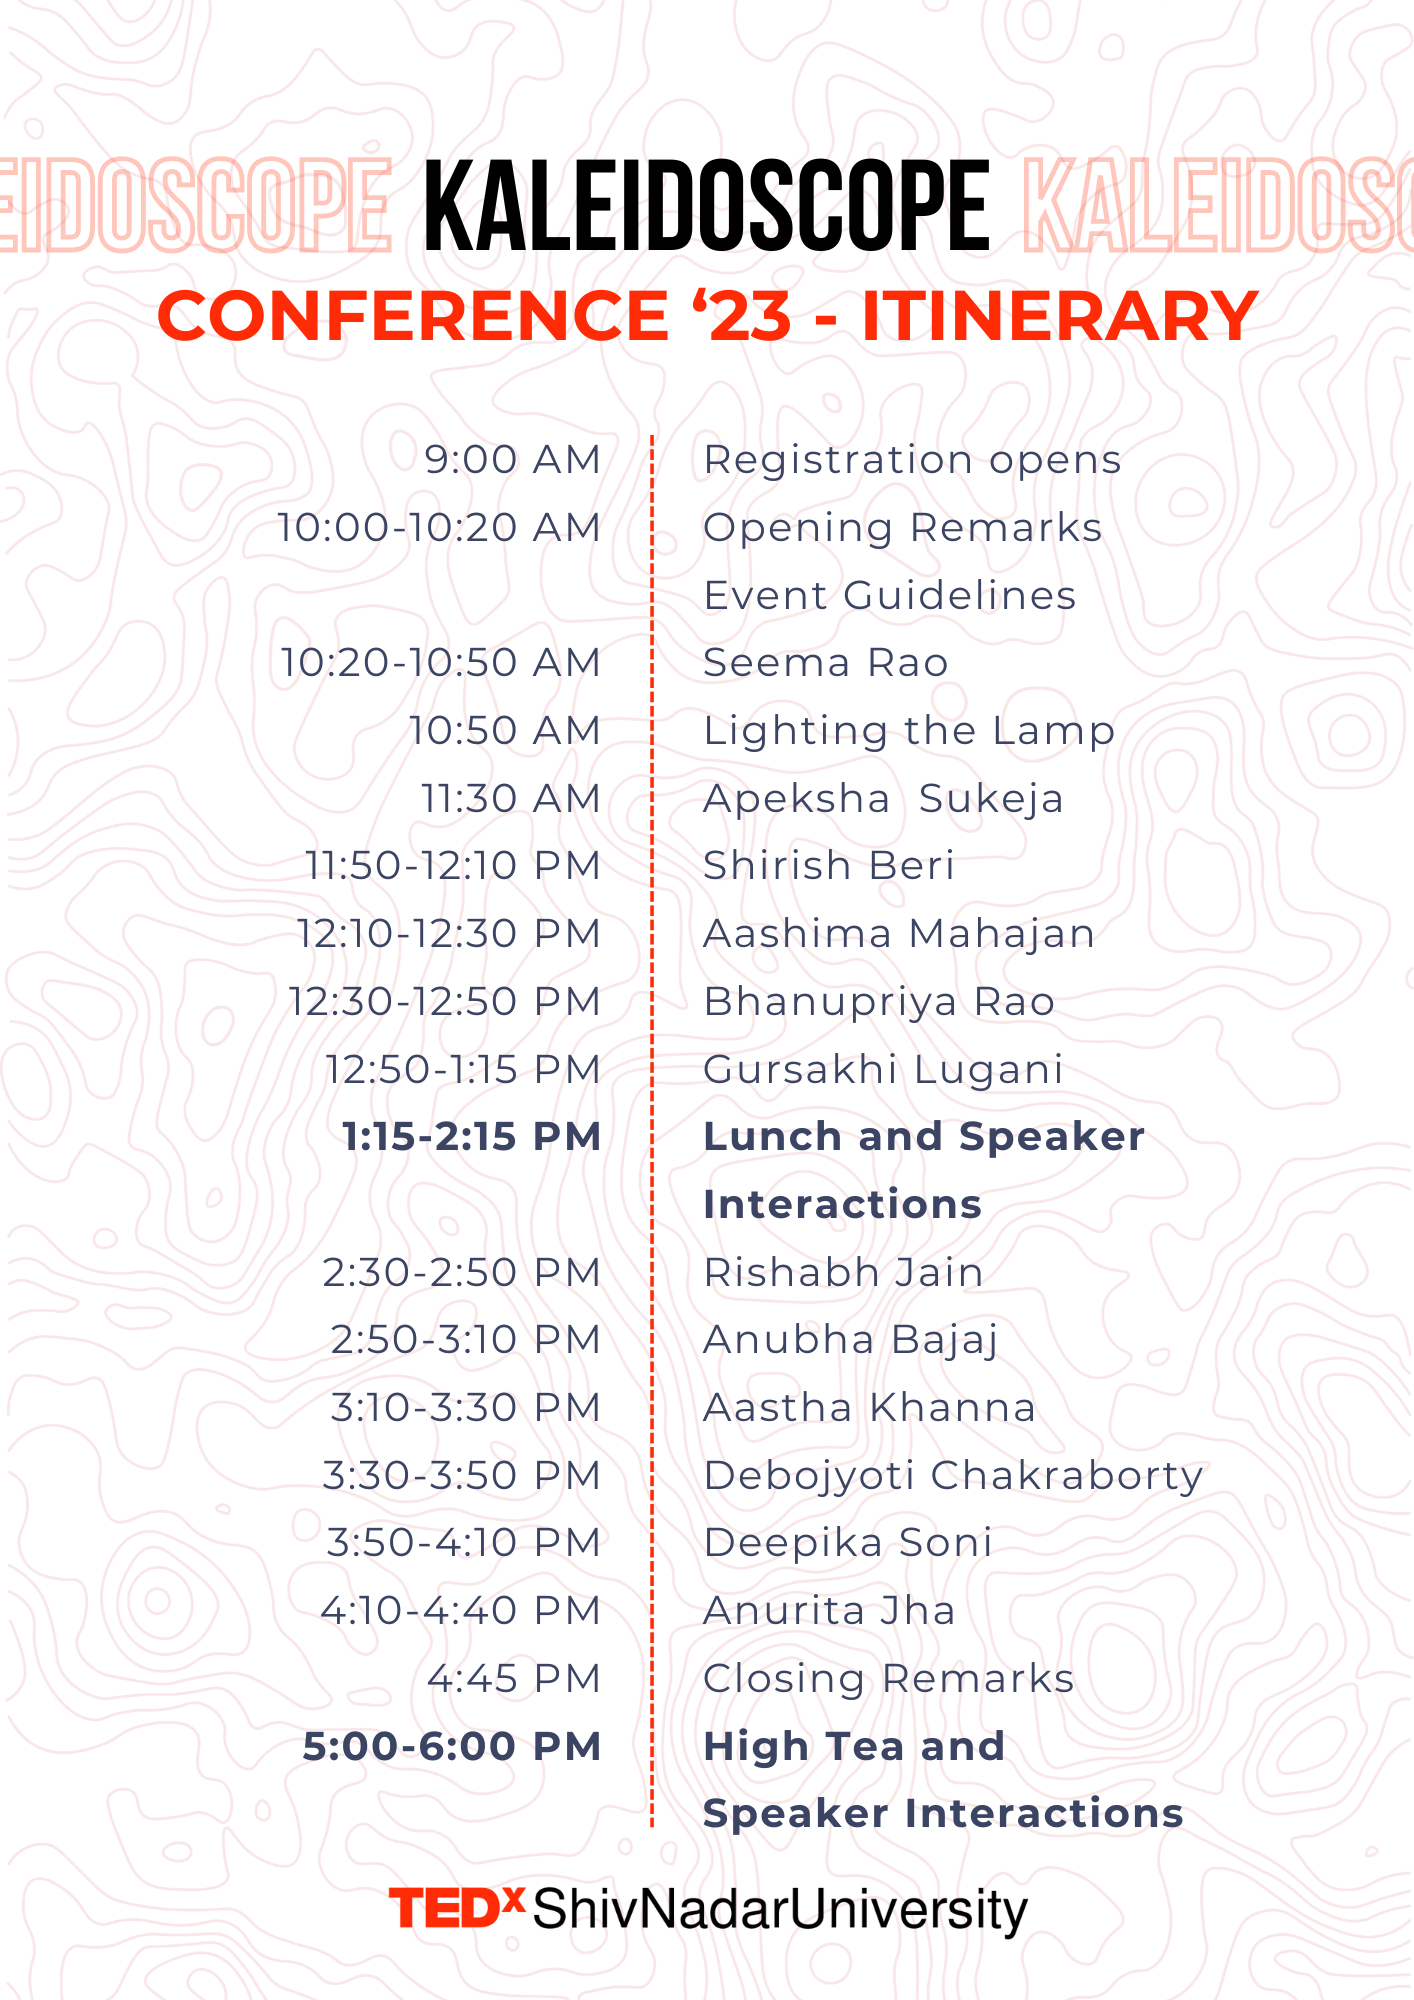 EIDOSCOPE KALEIDOSCOPE KALEIDOSC
CONFERENCE ‘23 - ITINERARY
9:00 AM Registration opens
10:00-10:20 AM Opening Remarks
Event Guidelines
10:20-10:50 AM Seema Rao
10:50 AM Lighting the Lamp
11:30 AM Apeksha Sukeja
11:50-12:10 PM Shirish Beri
12:10-12:30 PM Aashima Mahajan
12:30-12:50 PM Bhanupriya Rao
12:50-1:15 PM Gursakhi Lugani
1:15-2:15 PM Lunch and Speaker
Interactions
2:30-2:50 PM Rishabh Jain
2:50-3:10 PM Anubha Bajaj
3:10-3:30 PM Aastha Khanna
3:30-3:50 PM Debojyoti Chakraborty
3:50-4:10 PM Deepika Soni
4:10-4:40 PM Anurita Jha
4:45 PM Closing Remarks
5:00-6:00 PM High Tea and
Speaker Interactions
TEDx ShivNadarUniversity